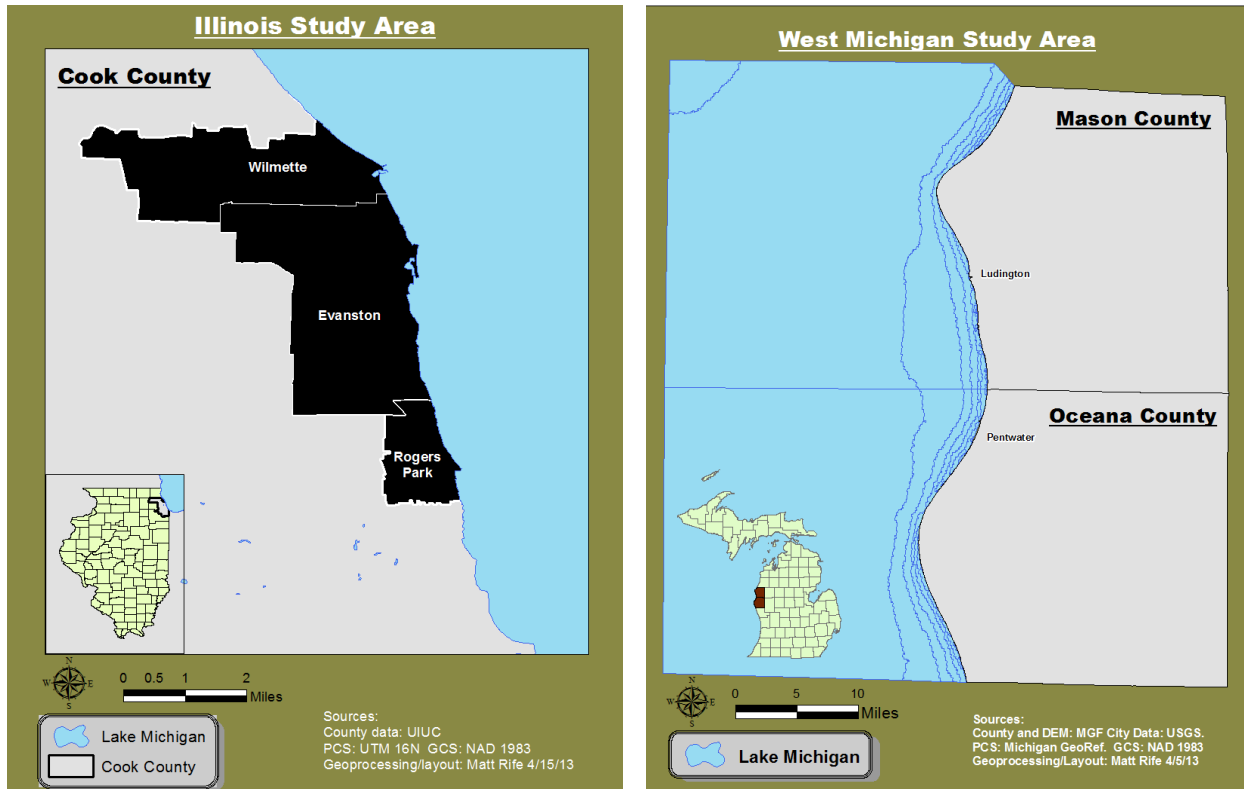 Illinois Study Area
Cook County
Wilmette
Evanston
Rogers
Park
N
W
E
S
0 0.5 1 2
Miles
Lake Michigan
Cook County
Sources:
County data: UIUC
PCS: UTM 16N GCS: NAD 1983
Geoprocessing/layout: Matt Rife 4/15/13
West Michigan Study Area
Mason County
Ludington
Oceana County
Pentwater
N
W
E
S
0 5 10
Miles
Lake Michigan
Sources:
County and DEM: MGF City Data: USGS.
PCS: Michigan GeoRef. GCS: NAD 1983
Geoprocessing/Layout: Matt Rife 4/5/13